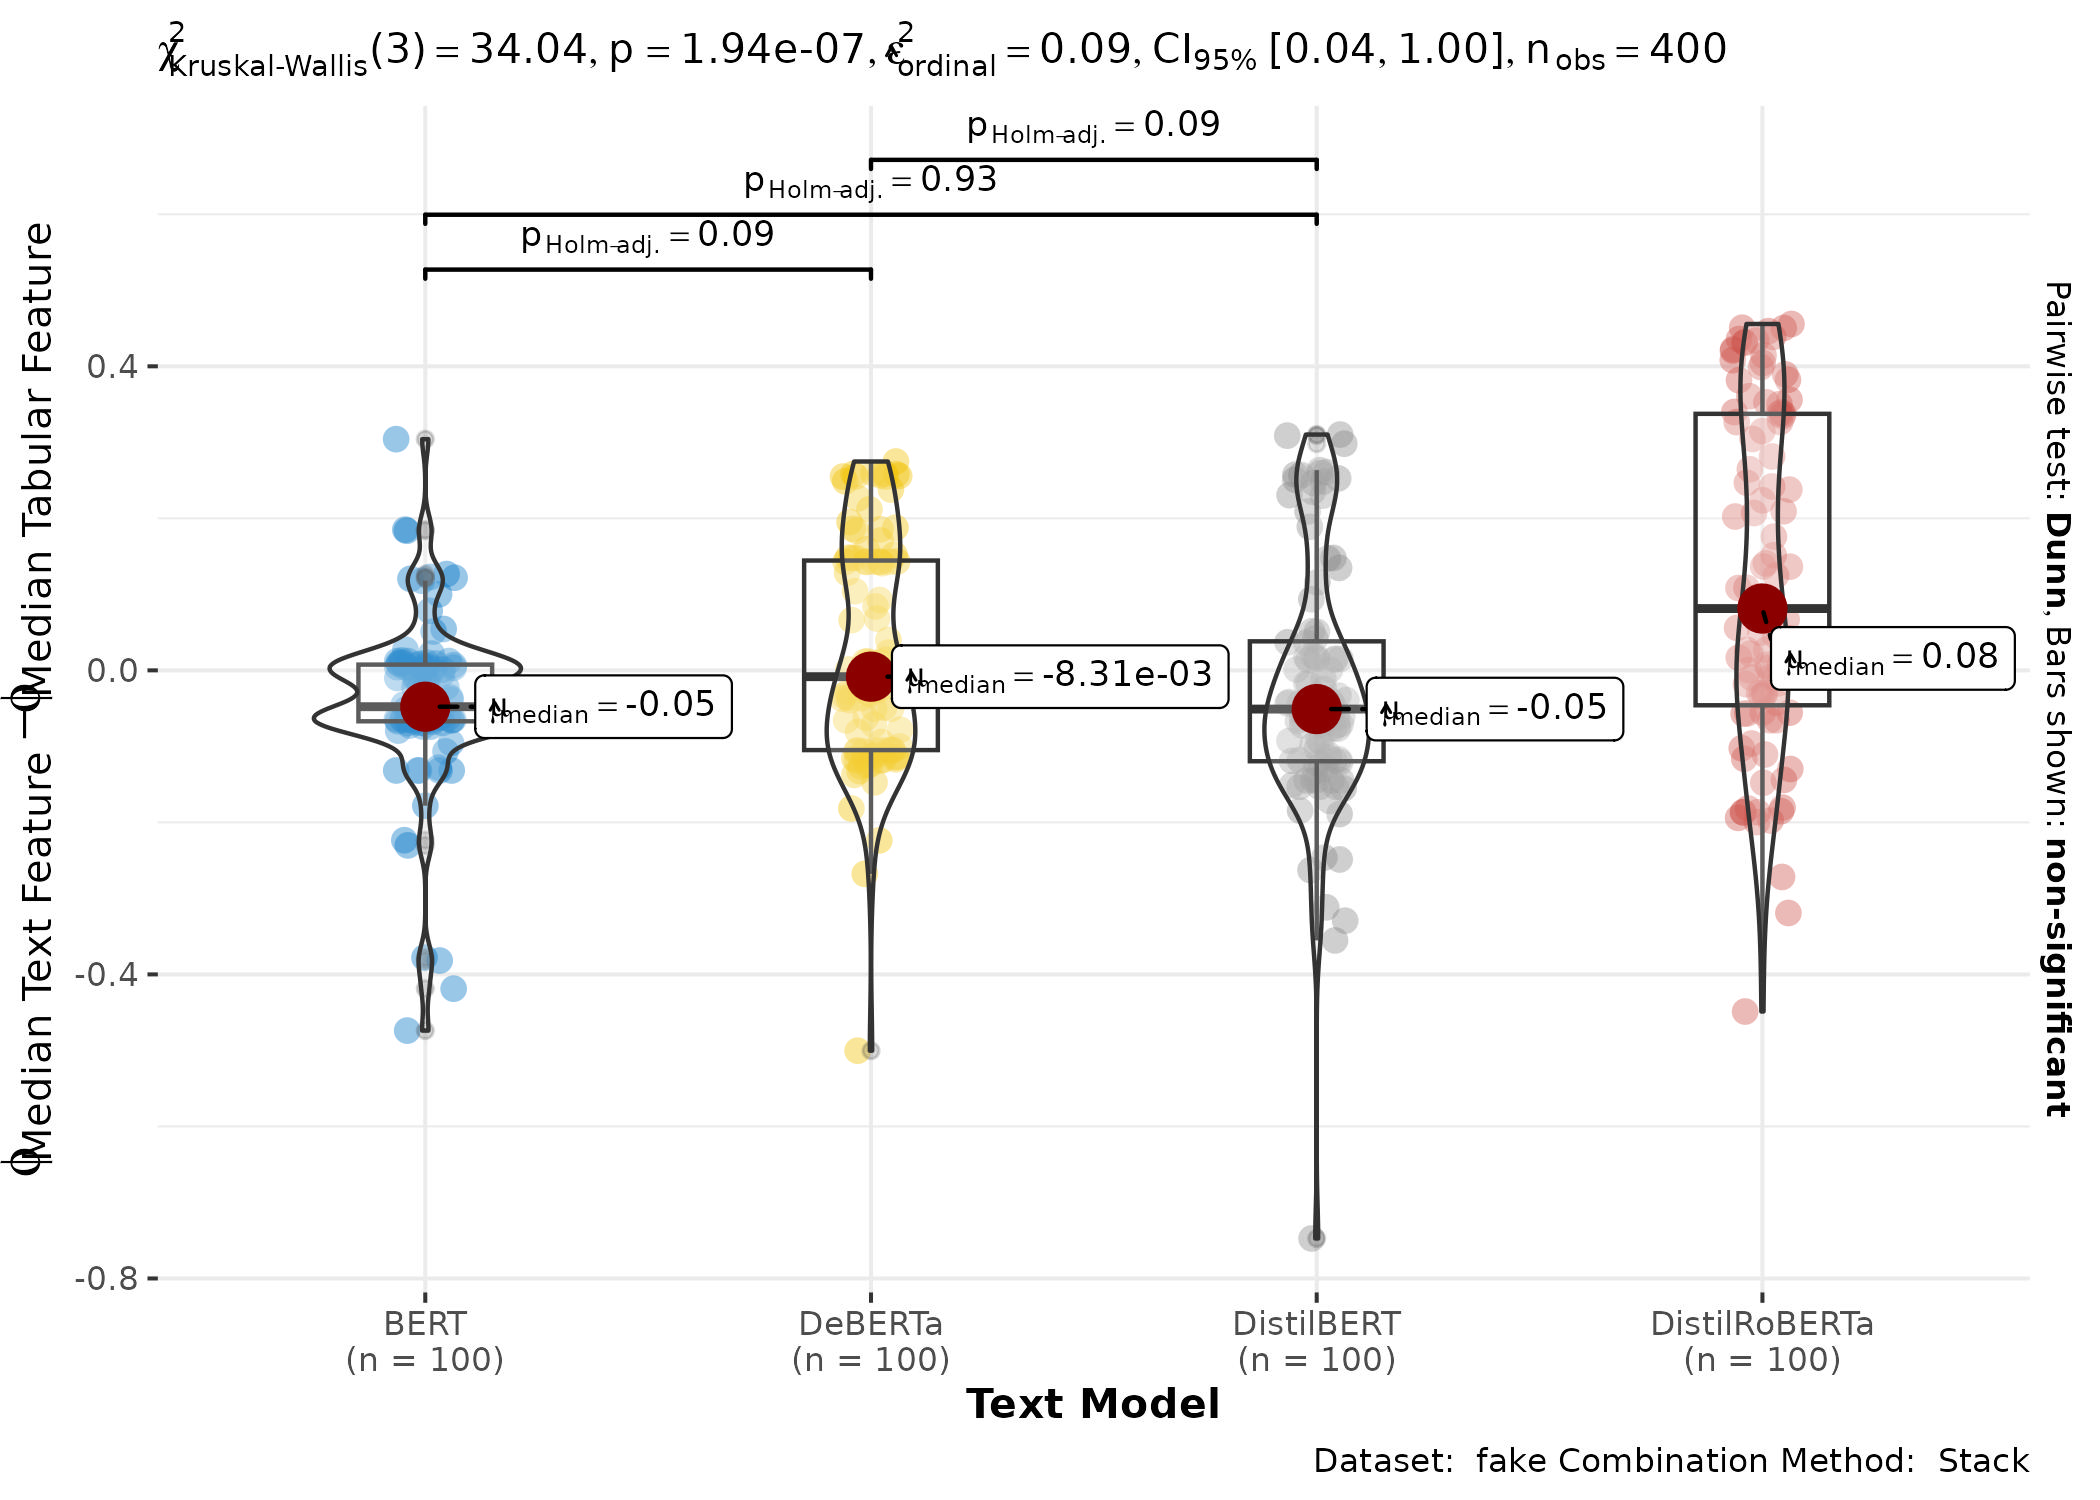 χ²Kruskal-Wallis(3) = 34.04, p = 1.94e-07, ε²ordinal = 0.09, CI95% [0.04, 1.00], nobs = 400
pHolm-adj. = 0.09
pHolm-adj. = 0.93
pHolm-adj. = 0.09
ϕMedian Text Feature − ϕMedian Tabular Feature
0.4
0.0
-0.4
-0.8
μ̂median = -0.05
μ̂median = -8.31e-03
μ̂median = -0.05
μ̂median = 0.08
Pairwise test: Dunn, Bars shown: non-significant
BERT
(n = 100)
DeBERTa
(n = 100)
DistilBERT
(n = 100)
DistilRoBERTa
(n = 100)
Text Model
Dataset:  fake Combination Method:  Stack